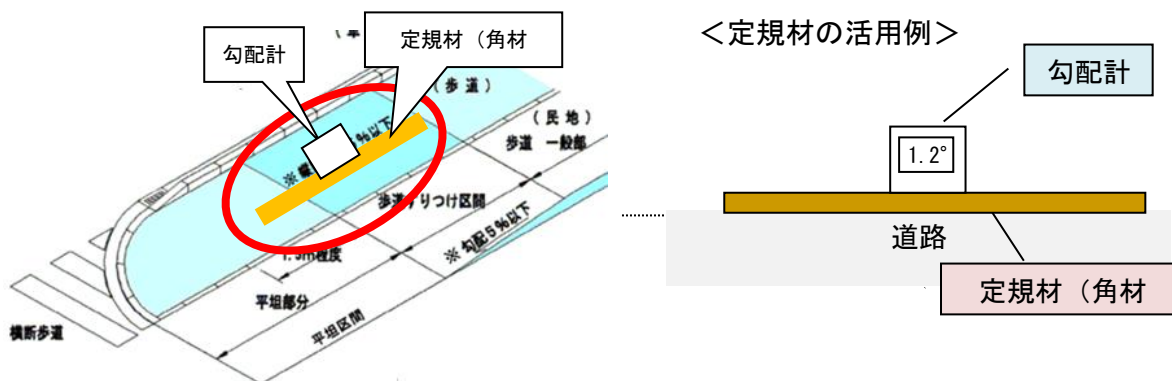 勾配計
定規材（角材
（歩道）
（民地）
歩道 一般部
％以下
歩道すりつけ区間
※勾配5％以下
1.5m程度
平坦部分
平坦区間
横断歩道
＜定規材の活用例＞
勾配計
1.2°
道路
定規材（角材